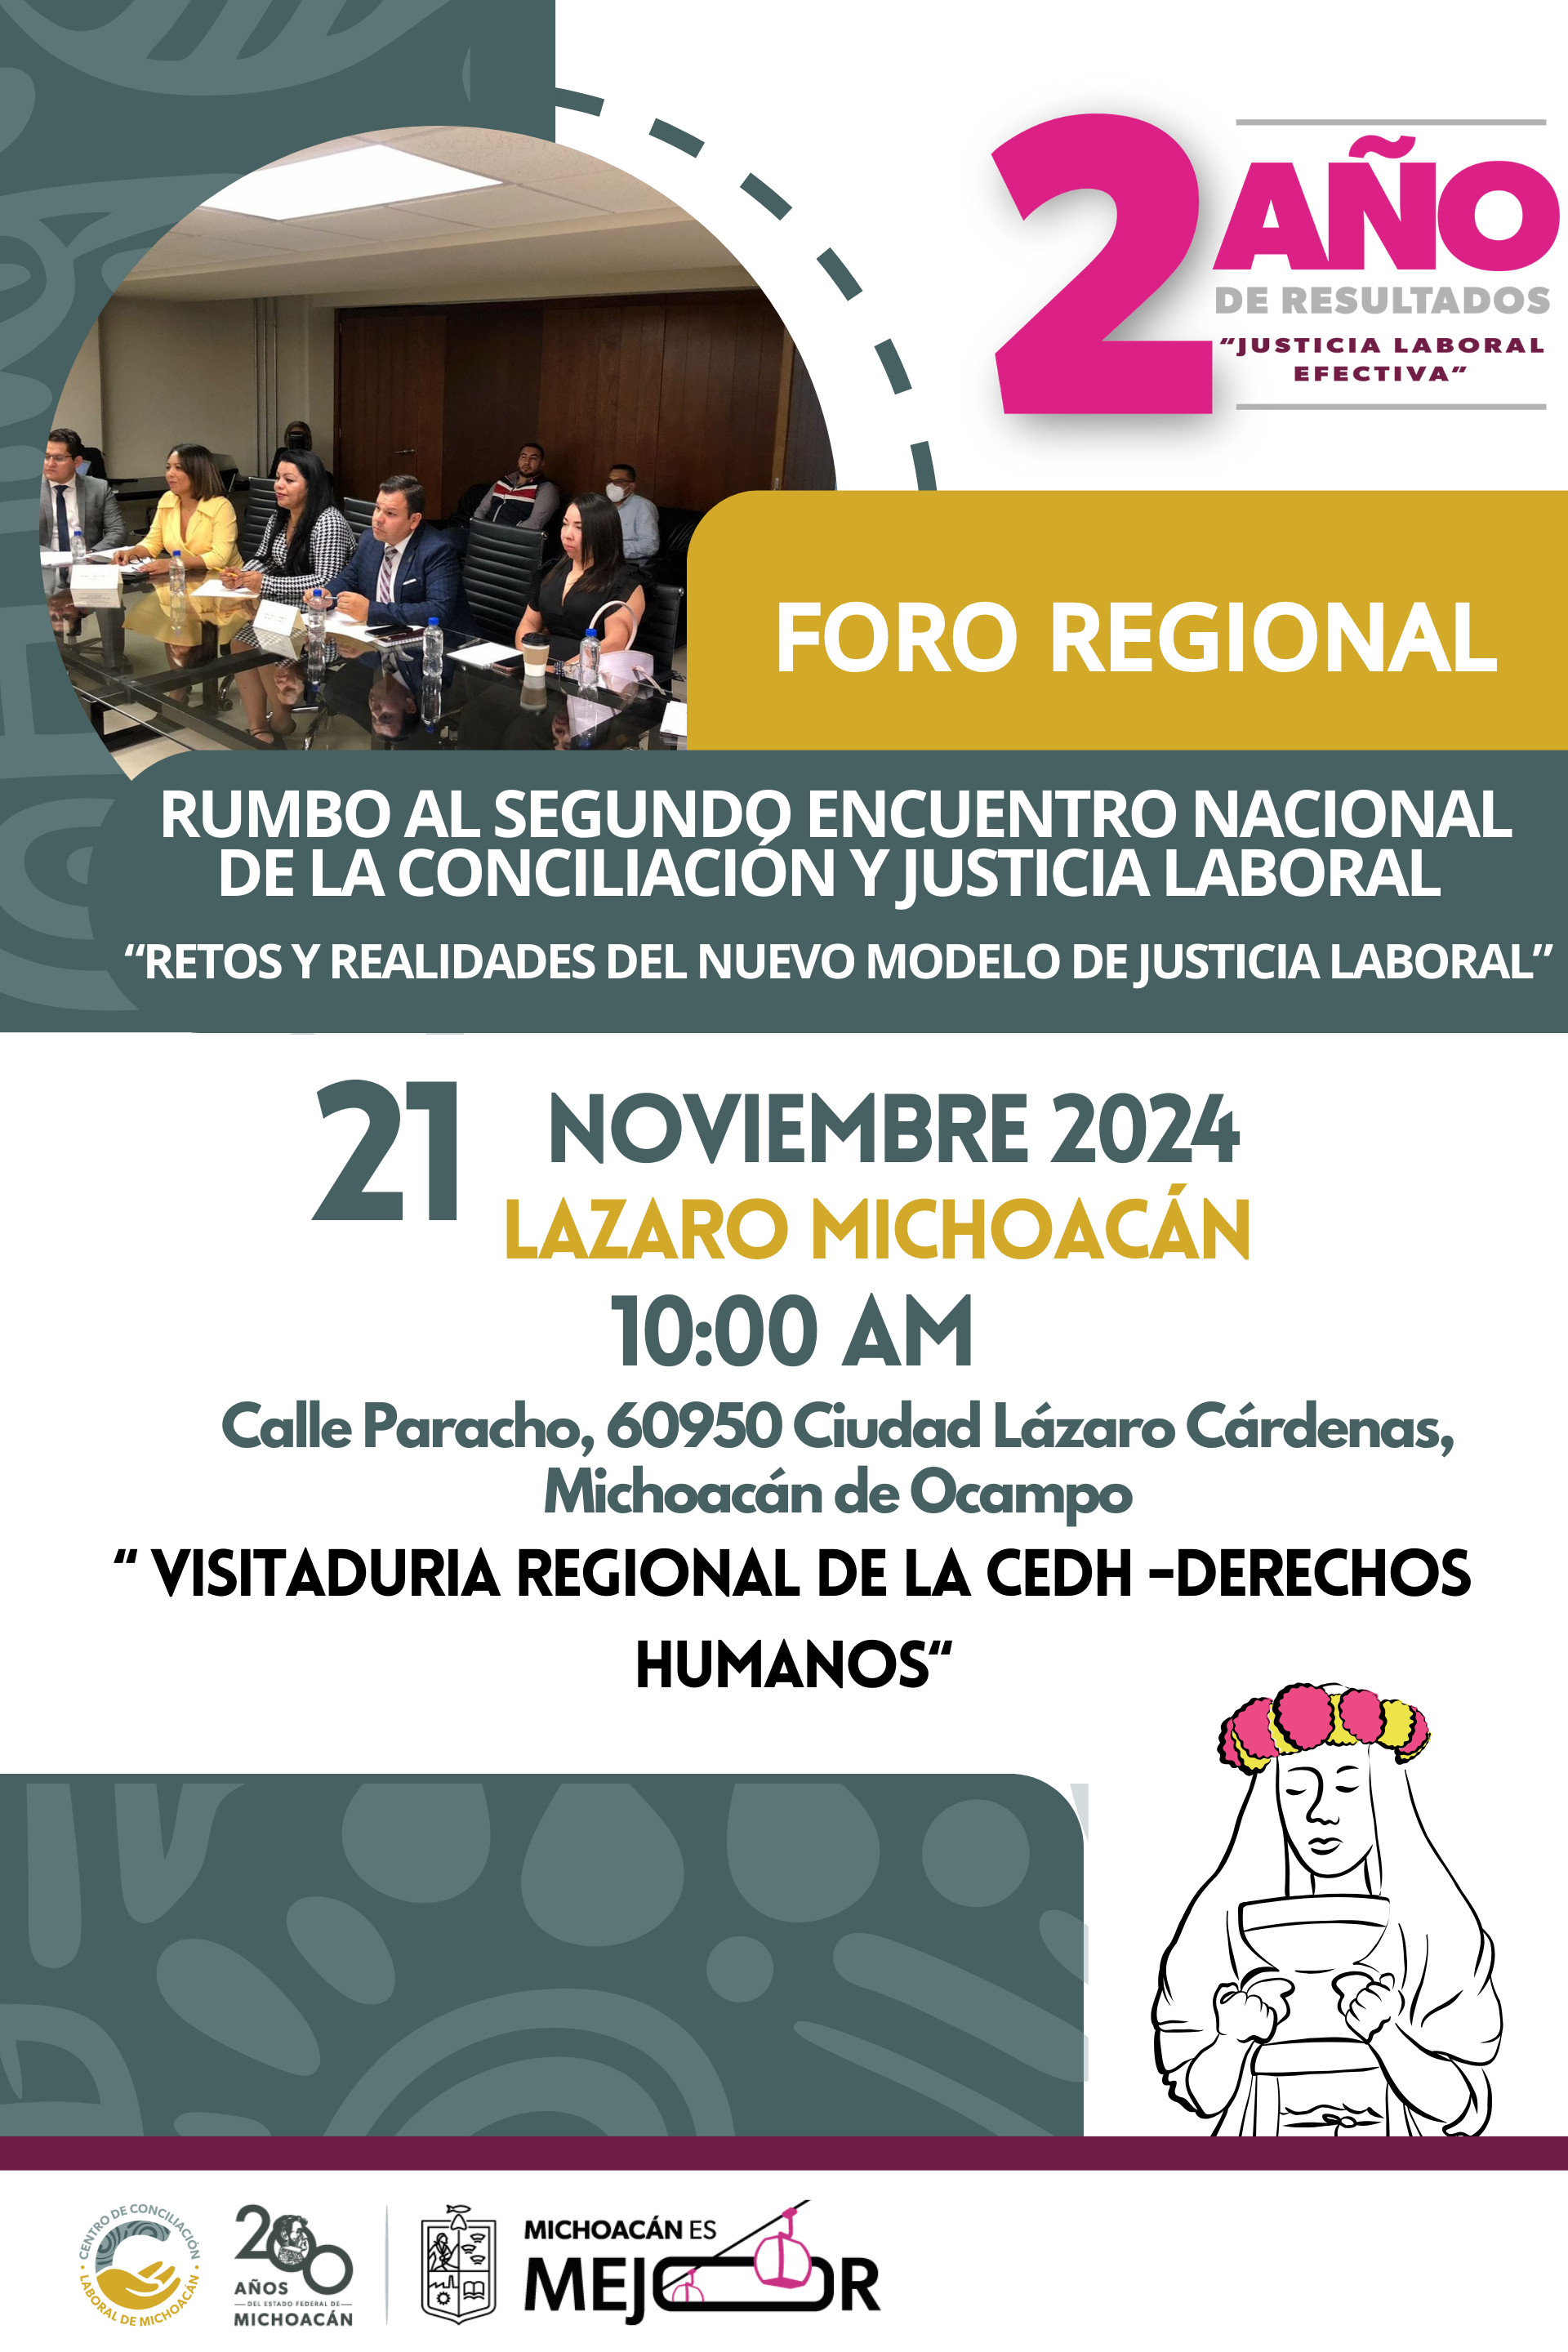 2 AÑO
DE RESULTADOS
“JUSTICIA LABORAL
EFECTIVA”
FORO REGIONAL
RUMBO AL SEGUNDO ENCUENTRO NACIONAL
DE LA CONCILIACIÓN Y JUSTICIA LABORAL
“RETOS Y REALIDADES DEL NUEVO MODELO DE JUSTICIA LABORAL”
21 NOVIEMBRE 2024
LAZARO MICHOACÁN
10:00 AM
Calle Paracho, 60950 Ciudad Lázaro Cárdenas,
Michoacán de Ocampo
“ VISITADURIA REGIONAL DE LA CEDH -DERECHOS
HUMANOS“
CENTRO DE CONCILIACIÓN
LABORAL DE MICHOACÁN
200
AÑOS
DEL ESTADO FEDERAL DE
MICHOACÁN
MICHOACÁN ES
MEJOR